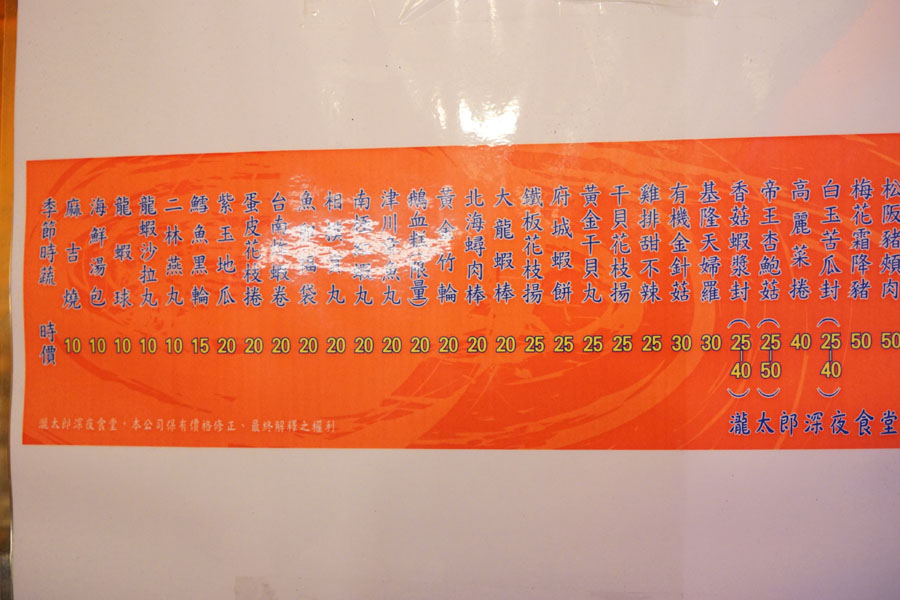 松阪豬頰肉 50
梅花霜降豬 50
白玉苦瓜封 (25-40)
高麗菜捲 40
帝王杏鮑菇 (25-50)
香菇蝦漿封 (25-40)
基隆天婦羅 30
有機金針菇 30
雞排甜不辣 25
干貝花枝揚 25
黃金干貝丸 25
府城蝦餅 25
鐵板花枝揚 25
大龍蝦棒 20
北海蟳肉棒 20
黃金竹輪 20
鵝血(限量) 20
津川魚丸 20
南蝦丸 20
相丸 20
魚福袋 20
台南蝦卷 20
蛋皮花枝捲 20
紫玉地瓜 20
鱈魚黑輪 15
二林燕丸 10
龍蝦沙拉丸 10
龍蝦球 10
海鮮湯包 10
麻吉燒 10
季節時蔬 時價
瀧太郎深夜食堂
瀧太郎深夜食堂,本公司保有價格修正、最終解釋之權利